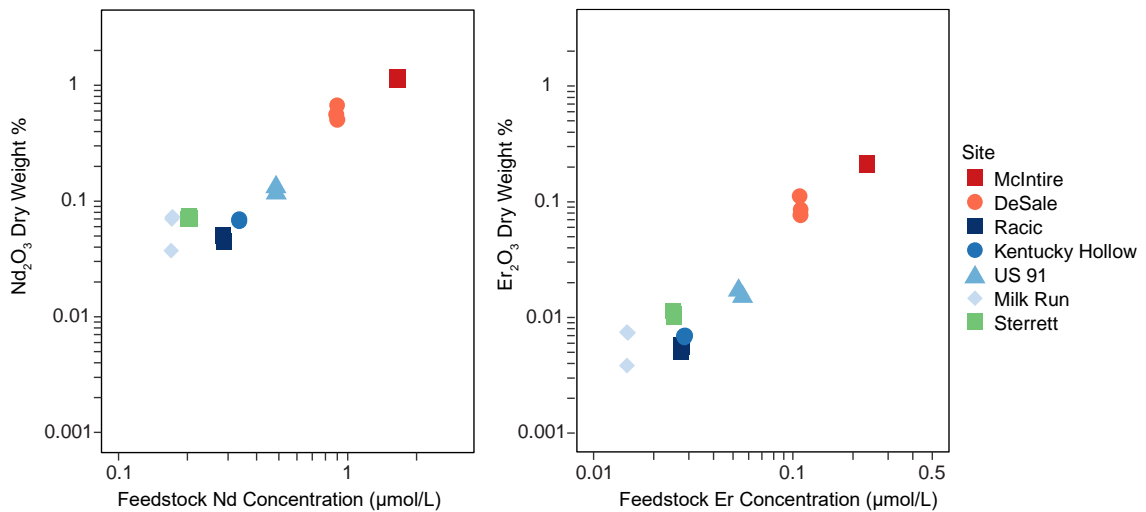 Nd₂O₃ Dry Weight %
1
0.1
0.01
0.001
0.1
1
Feedstock Nd Concentration (µmol/L)
Er₂O₃ Dry Weight %
1
0.1
0.01
0.001
0.01
0.1
0.5
Feedstock Er Concentration (µmol/L)
Site
McIntire
DeSale
Racic
Kentucky Hollow
US 91
Milk Run
Sterrett